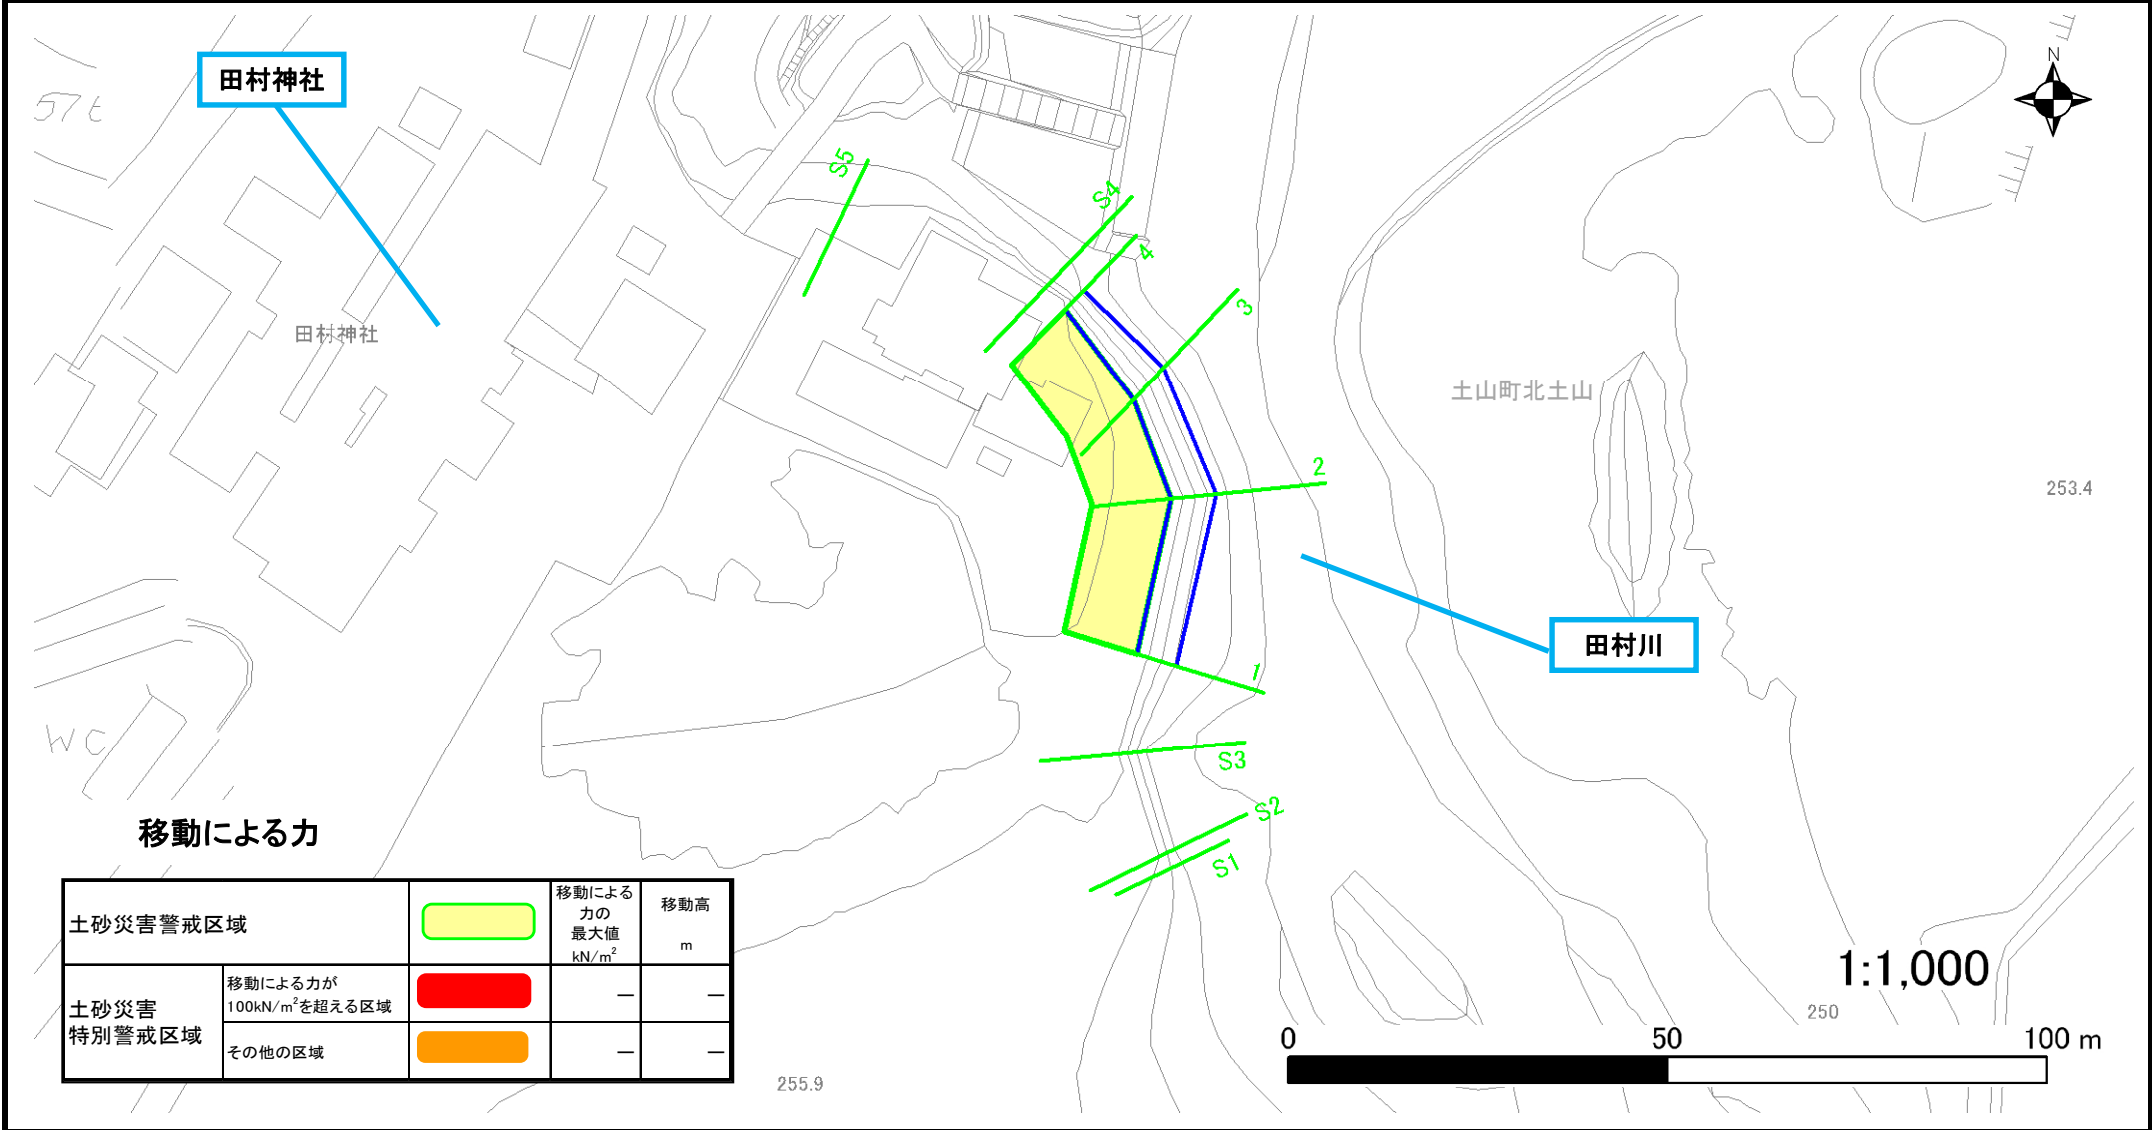 田村神社
57t
N
S5
S4
4
3
田村神社
土山町北土山
2
253.4
田村川
1
WC
S3
S2
S1
移動による力
土砂災害警戒区域
移動による
力の
最大値
kN/m²
移動高
m
土砂災害
特別警戒区域
移動による力が
100kN/m²を超える区域
－
－
その他の区域
－
－
1:1,000
250
0 50 100 m
255.9